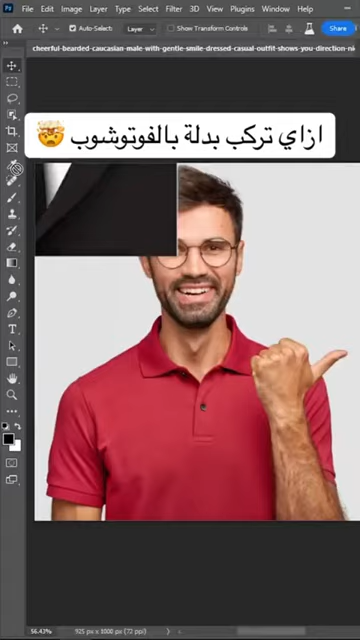 Ps File Edit Image Layer Type Select Filter 3D View Plugins Window Help
Auto-Select: Layer Show Transform Controls Share
cheerful-bearded-caucasian-male-with-gentle-smile-dressed-casual-outfit-shows-you-direction-
ازاي تركب بدلة بالفوتوشوب 🤯
56.43% 925 px x 1000 px (72 ppi)